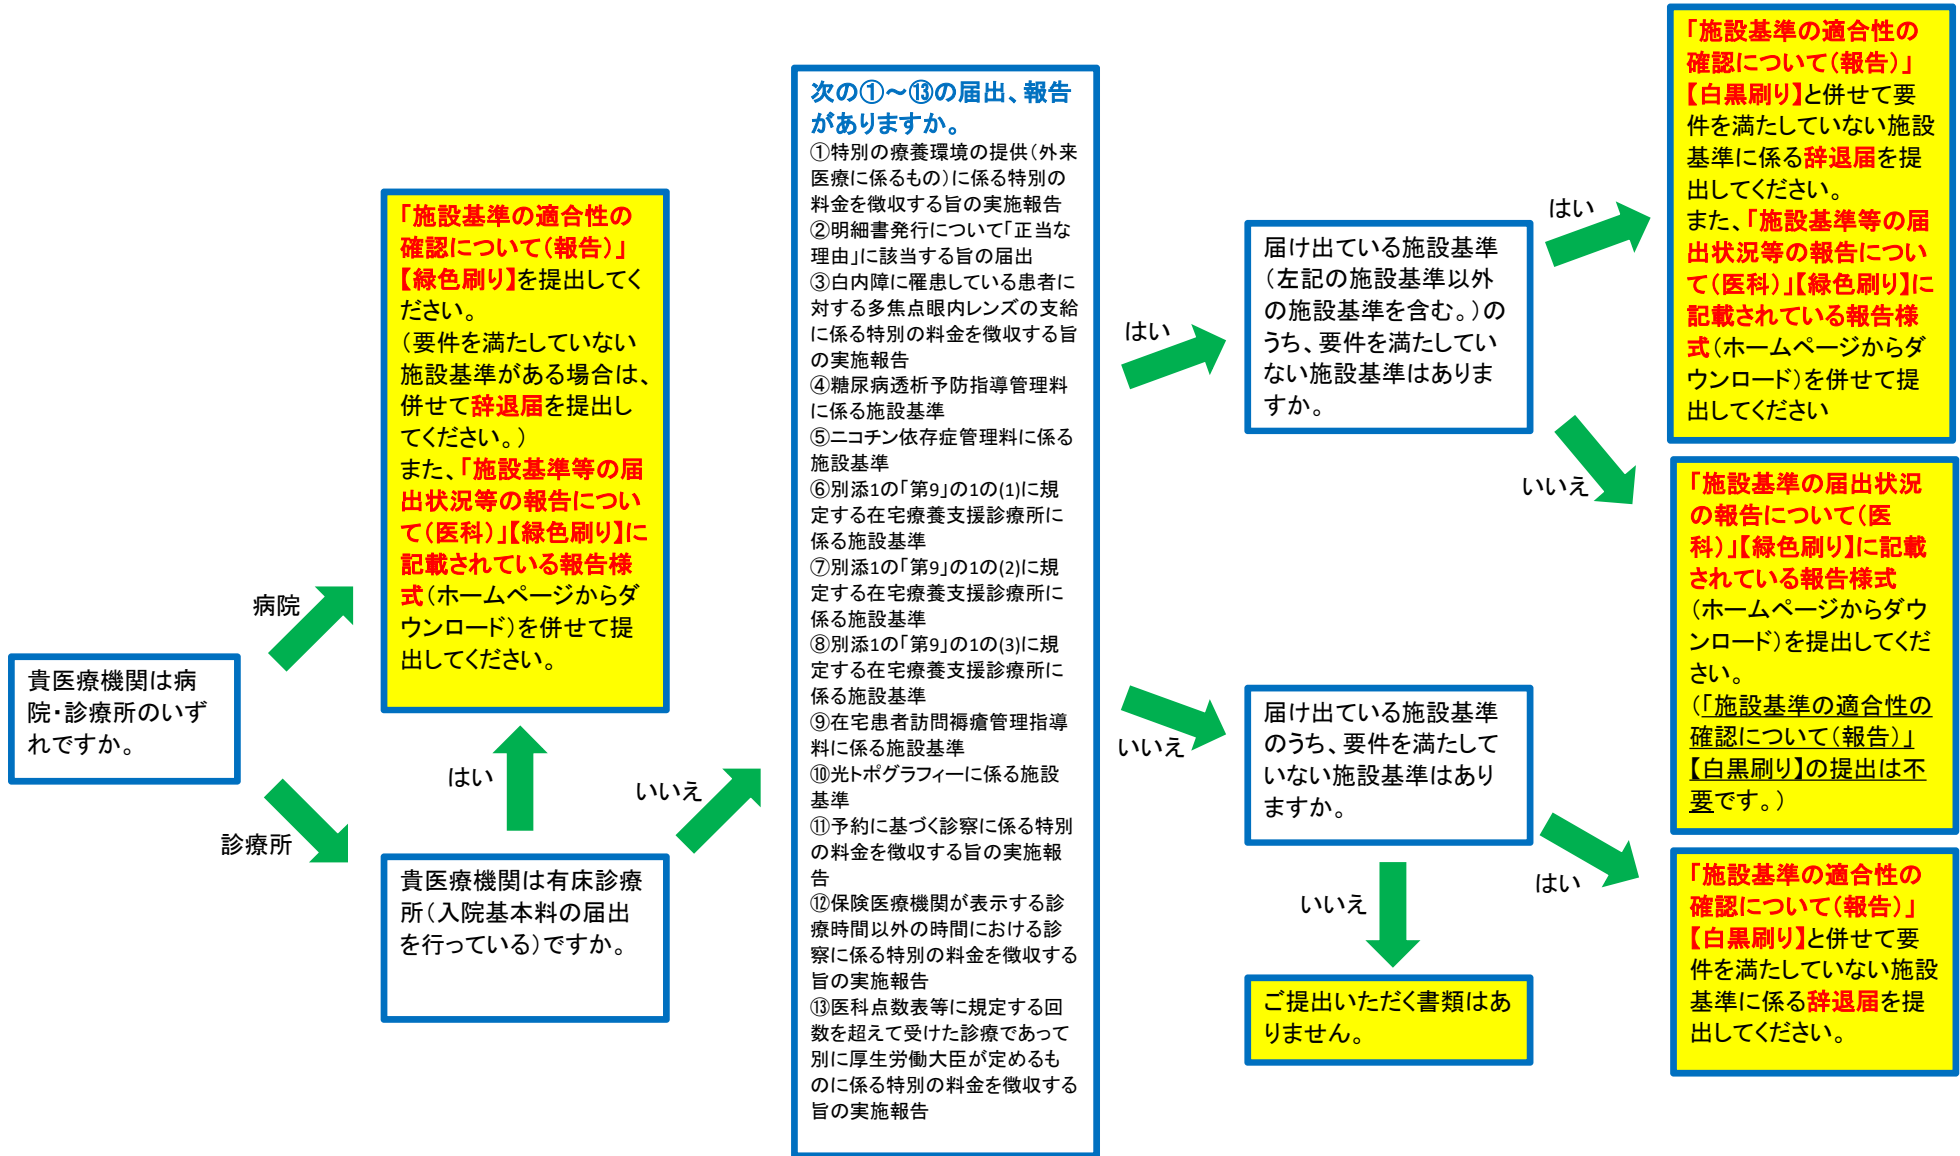 貴医療機関は病
院・診療所のいず
れですか。
病院
診療所
「施設基準の適合性の
確認について(報告)」
【緑色刷り】を提出してく
ださい。
(要件を満たしていない
施設基準がある場合は、
併せて辞退届を提出し
てください。)
また、「施設基準等の届
出状況等の報告につい
て(医科)」【緑色刷り】に
記載されている報告様
式(ホームページからダ
ウンロード)を併せて提
出してください。
はい
いいえ
貴医療機関は有床診療
所(入院基本料の届出
を行っている)ですか。
次の①~⑬の届出、報告
がありますか。
①特別の療養環境の提供(外来
医療に係るもの)に係る特別の
料金を徴収する旨の実施報告
②明細書発行について「正当な
理由」に該当する旨の届出
③白内障に罹患している患者に
対する多焦点眼内レンズの支給
に係る特別の料金を徴収する旨
の実施報告
④糖尿病透析予防指導管理料
に係る施設基準
⑤ニコチン依存症管理料に係る
施設基準
⑥別添1の「第9」の1の(1)に規
定する在宅療養支援診療所に
係る施設基準
⑦別添1の「第9」の1の(2)に規
定する在宅療養支援診療所に
係る施設基準
⑧別添1の「第9」の1の(3)に規
定する在宅療養支援診療所に
係る施設基準
⑨在宅患者訪問褥瘡管理指導
料に係る施設基準
⑩光トポグラフィーに係る施設
基準
⑪予約に基づく診察に係る特別
の料金を徴収する旨の実施報
告
⑫保険医療機関が表示する診
療時間以外の時間における診
察に係る特別の料金を徴収する
旨の実施報告
⑬医科点数表等に規定する回
数を超えて受けた診療であって
別に厚生労働大臣が定めるも
のに係る特別の料金を徴収する
旨の実施報告
はい
いいえ
届け出ている施設基準
(左記の施設基準以外
の施設基準を含む。)の
うち、要件を満たしてい
ない施設基準はありま
すか。
はい
いいえ
届け出ている施設基準
のうち、要件を満たして
いない施設基準はあり
ますか。
いいえ
はい
ご提出いただく書類はあ
りません。
「施設基準の適合性の
確認について(報告)」
【白黒刷り】と併せて要
件を満たしていない施設
基準に係る辞退届を提
出してください。
また、「施設基準等の届
出状況等の報告につい
て(医科)」【緑色刷り】に
記載されている報告様
式(ホームページからダ
ウンロード)を併せて提
出してください
「施設基準の届出状況
の報告について(医
科)」【緑色刷り】に記載
されている報告様式
(ホームページからダウ
ンロード)を提出してくだ
さい。
(「施設基準の適合性の
確認について(報告)」
【白黒刷り】の提出は不
要です。)
「施設基準の適合性の
確認について(報告)」
【白黒刷り】と併せて要
件を満たしていない施設
基準に係る辞退届を提
出してください。